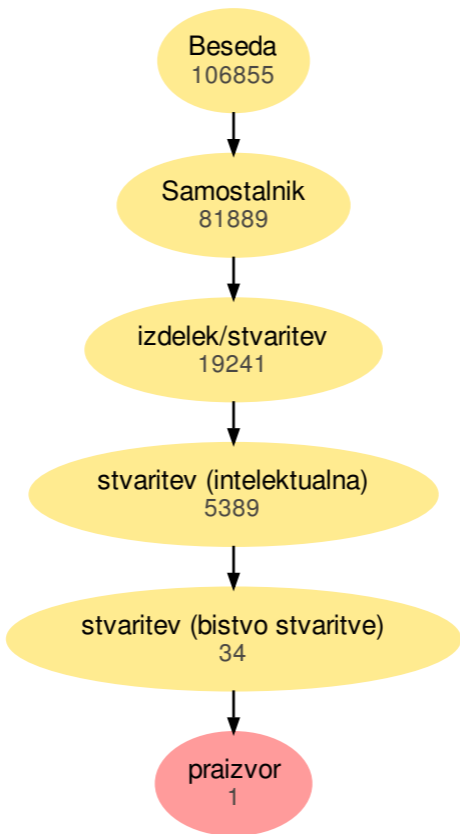 Beseda
106855
Samostalnik
81889
izdelek/stvaritev
19241
stvaritev (intelektualna)
5389
stvaritev (bistvo stvaritve)
34
praizvor
1